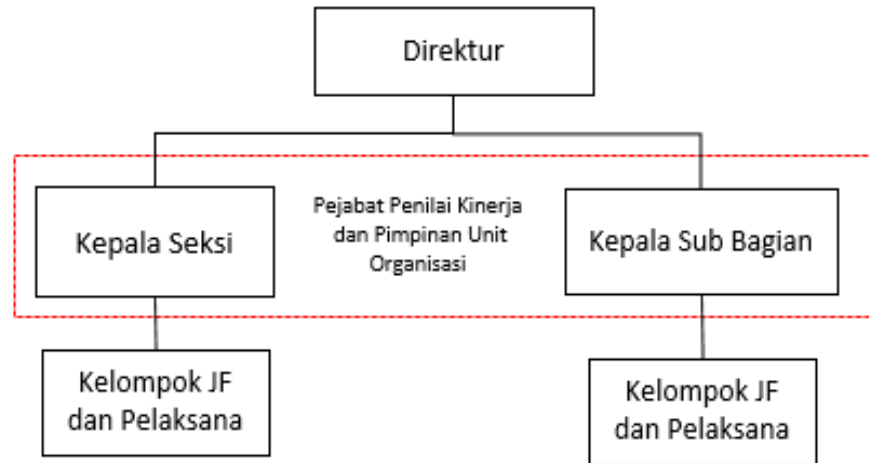 Direktur
Kepala Seksi
Pejabat Penilai Kinerja
dan Pimpinan Unit
Organisasi
Kepala Sub Bagian
Kelompok JF
dan Pelaksana
Kelompok JF
dan Pelaksana